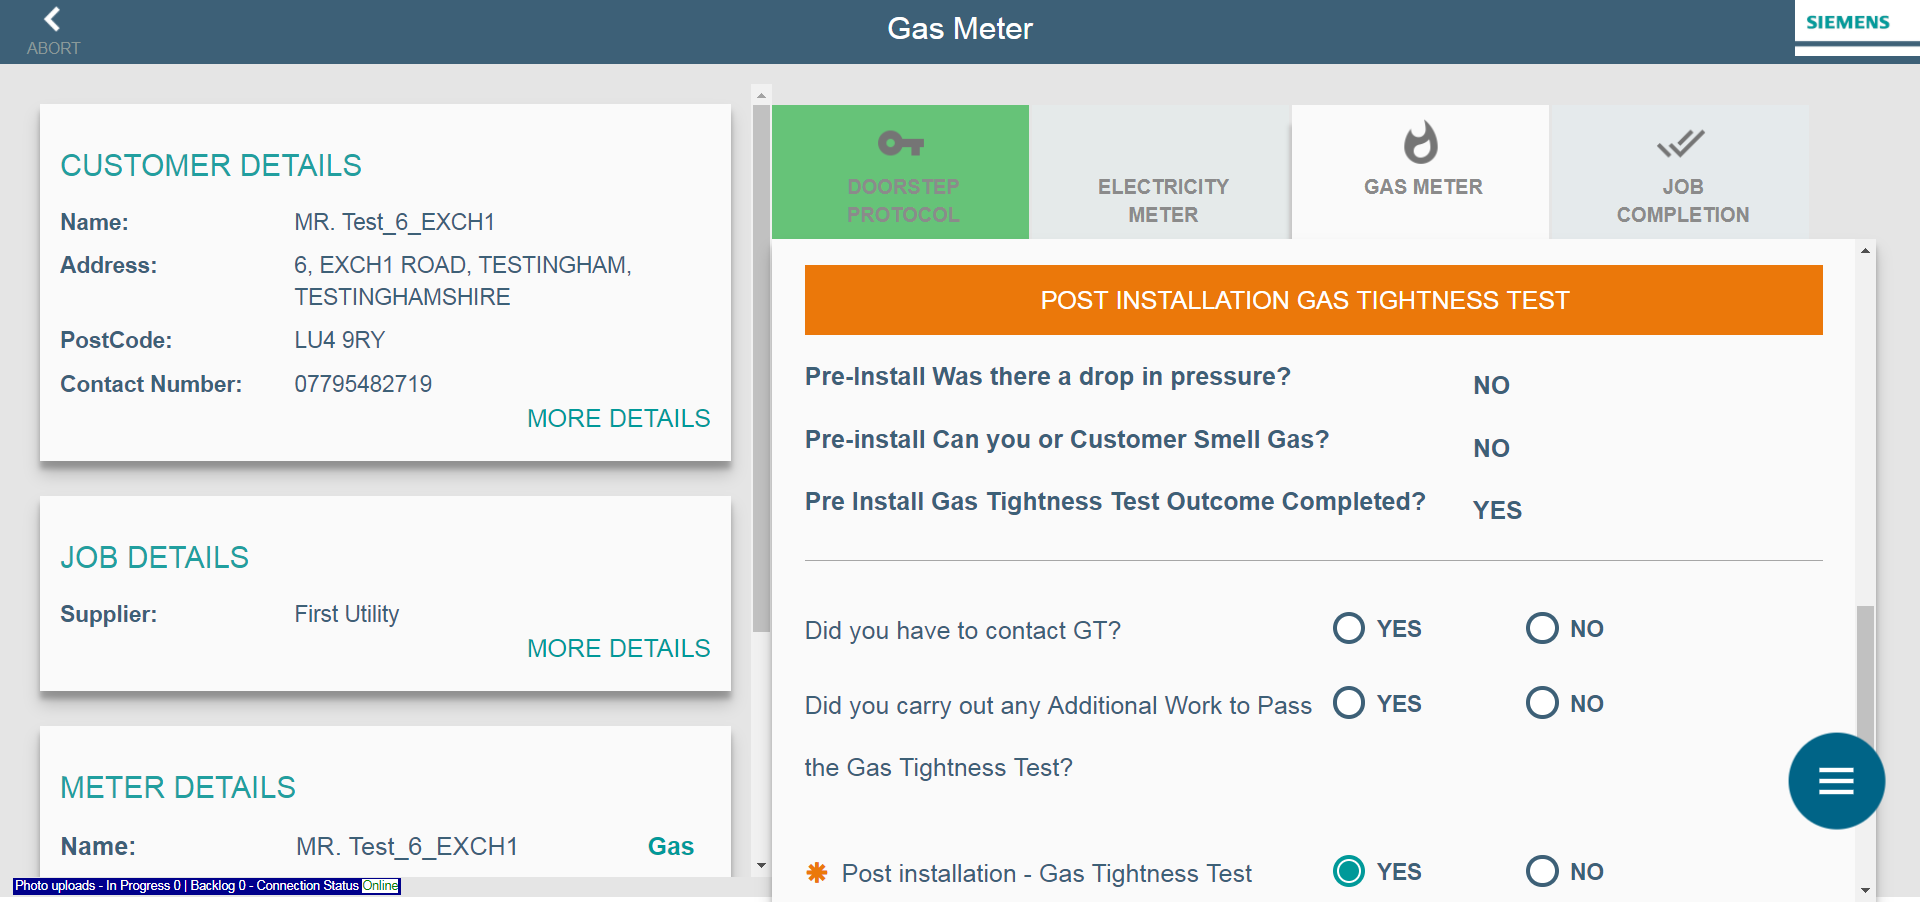 ABORT
Gas Meter
SIEMENS
CUSTOMER DETAILS
Name: MR. Test_6_EXCH1
Address: 6, EXCH1 ROAD, TESTINGHAM,
TESTINGHAMSHIRE
PostCode: LU4 9RY
Contact Number: 07795482719
MORE DETAILS
JOB DETAILS
Supplier: First Utility
MORE DETAILS
METER DETAILS
Name: MR. Test_6_EXCH1 Gas
Photo uploads - In Progress 0 | Backlog 0 - Connection Status Online
DOORSTEP
PROTOCOL
ELECTRICITY
METER
GAS METER
JOB
COMPLETION
POST INSTALLATION GAS TIGHTNESS TEST
Pre-Install Was there a drop in pressure? NO
Pre-install Can you or Customer Smell Gas? NO
Pre Install Gas Tightness Test Outcome Completed? YES
Did you have to contact GT? YES NO
Did you carry out any Additional Work to Pass YES NO
the Gas Tightness Test?
✱ Post installation - Gas Tightness Test YES NO